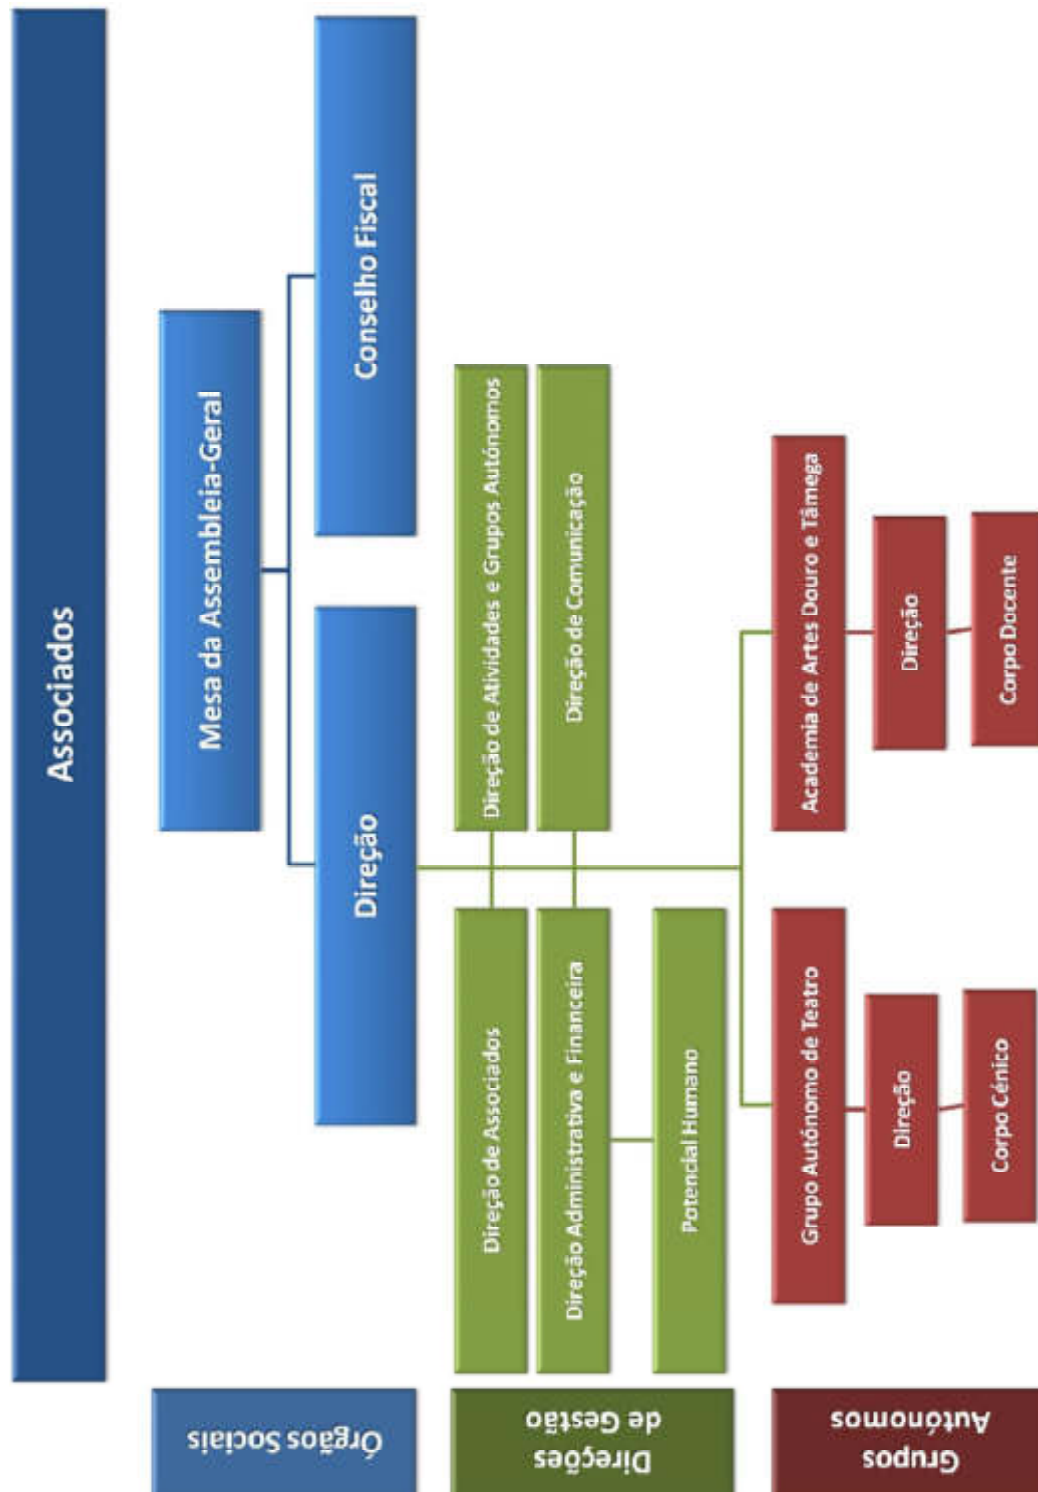 Associados
Órgãos Sociais
Mesa da Assembleia-Geral
Direção
Conselho Fiscal
Direções
de Gestão
Direção de Associados
Direção de Atividades e Grupos Autónomos
Direção Administrativa e Financeira
Direção de Comunicação
Potencial Humano
Grupos
Autónomos
Grupo Autónomo de Teatro
Academia de Artes Douro e Tâmega
Direção
Direção
Corpo Cénico
Corpo Docente